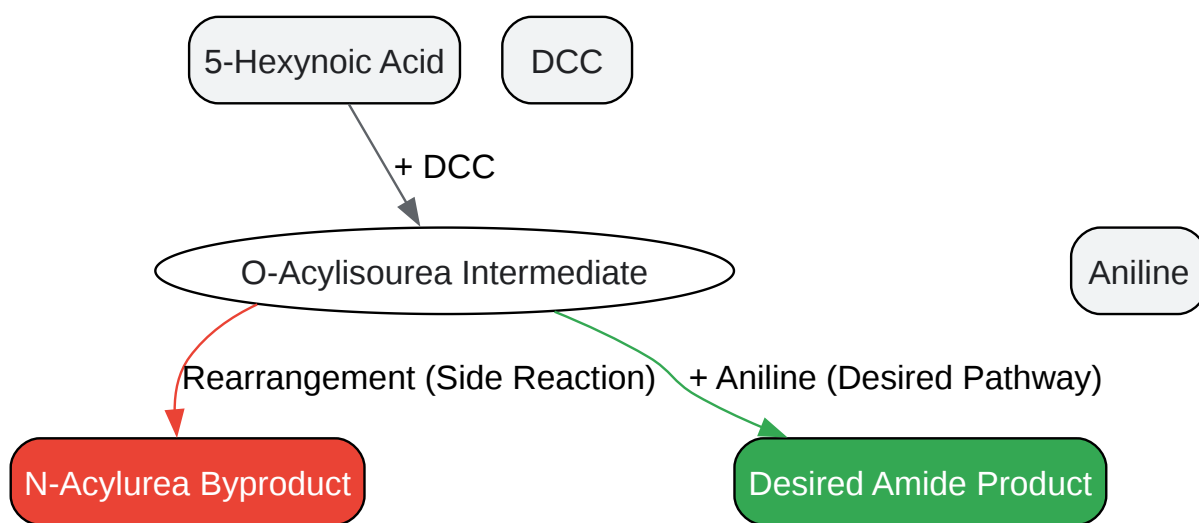 5-Hexynoic Acid
DCC
+ DCC
O-Acylisourea Intermediate
Aniline
Rearrangement (Side Reaction)
+ Aniline (Desired Pathway)
N-Acylurea Byproduct
Desired Amide Product